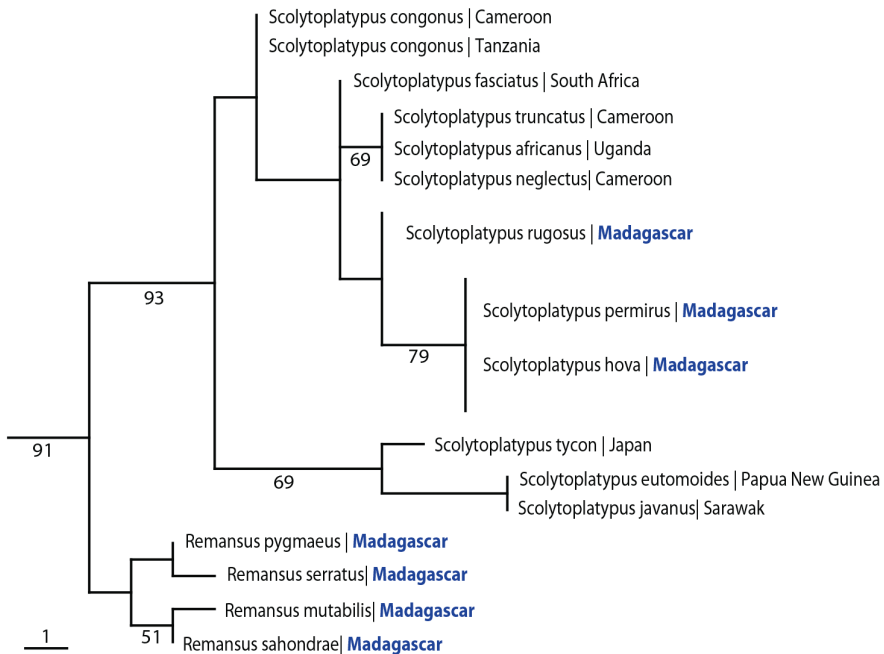 Scolytoplatypus congonus | Cameroon
Scolytoplatypus congonus | Tanzania
Scolytoplatypus fasciatus | South Africa
Scolytoplatypus truncatus | Cameroon
Scolytoplatypus africanus | Uganda
69
Scolytoplatypus neglectus| Cameroon
Scolytoplatypus rugosus | Madagascar
93
Scolytoplatypus permirus | Madagascar
79
Scolytoplatypus hova | Madagascar
91
Scolytoplatypus tycon | Japan
69
Scolytoplatypus eutomoides | Papua New Guinea
Scolytoplatypus javanus| Sarawak
Remansus pygmaeus | Madagascar
Remansus serratus| Madagascar
Remansus mutabilis| Madagascar
1
51
Remansus sahondrae| Madagascar